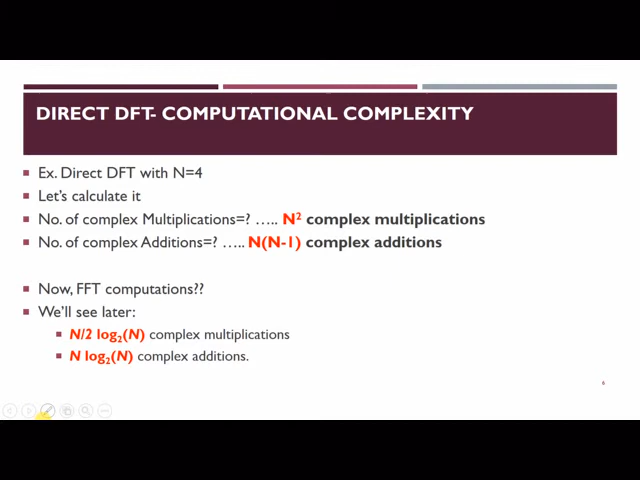 DIRECT DFT- COMPUTATIONAL COMPLEXITY
Ex. Direct DFT with N=4
Let's calculate it
No. of complex Multiplications=? ….. N² complex multiplications
No. of complex Additions=? ….. N(N-1) complex additions
Now, FFT computations??
We'll see later:
N/2 log₂(N) complex multiplications
N log₂(N) complex additions.
6